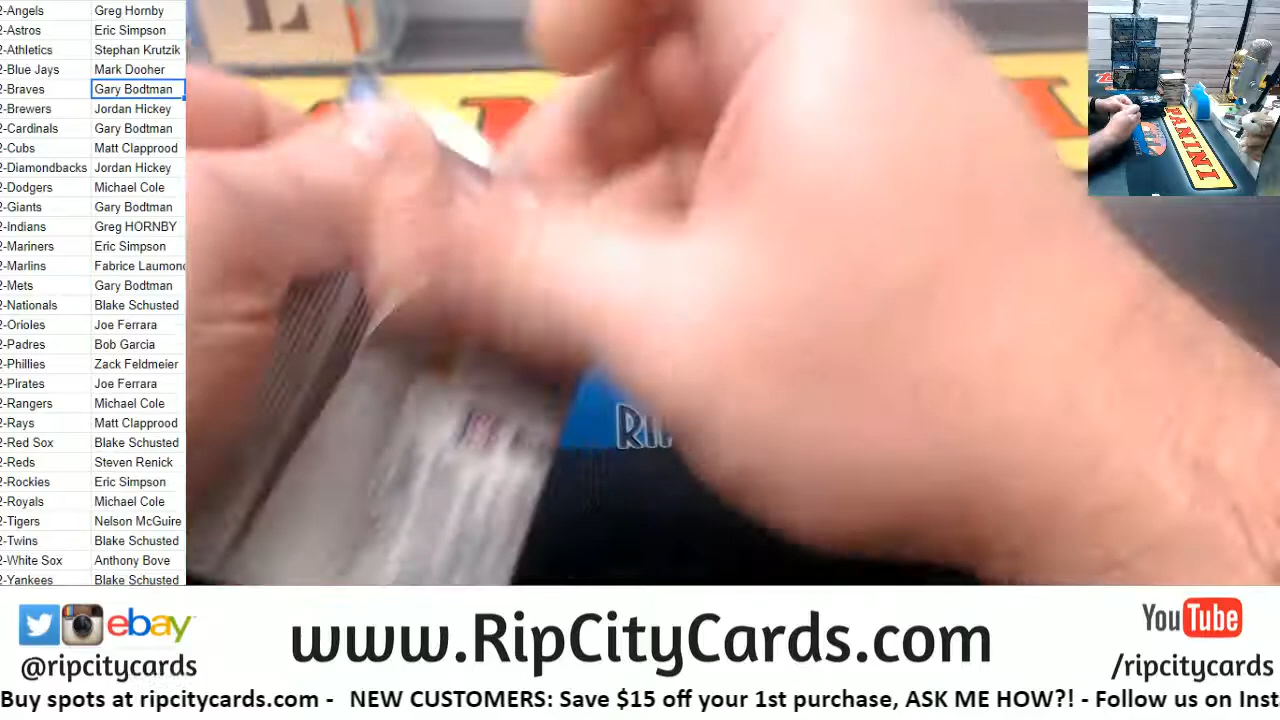 2-Angels Greg Hornby
2-Astros Eric Simpson
2-Athletics Stephan Krutzik
2-Blue Jays Mark Dooher
2-Braves Gary Bodtman
2-Brewers Jordan Hickey
2-Cardinals Gary Bodtman
2-Cubs Matt Clapprood
2-Diamondbacks Jordan Hickey
2-Dodgers Michael Cole
2-Giants Gary Bodtman
2-Indians Greg HORNBY
2-Mariners Eric Simpson
2-Marlins Fabrice Laumond
2-Mets Gary Bodtman
2-Nationals Blake Schusted
2-Orioles Joe Ferrara
2-Padres Bob Garcia
2-Phillies Zack Feldmeier
2-Pirates Joe Ferrara
2-Rangers Michael Cole
2-Rays Matt Clapprood
2-Red Sox Blake Schusted
2-Reds Steven Renick
2-Rockies Eric Simpson
2-Royals Michael Cole
2-Tigers Nelson McGuire
2-Twins Blake Schusted
2-White Sox Anthony Bove
2-Yankees Blake Schusted
L
PANINI
RIP
PANINI
ebay
@ripcitycards
www.RipCityCards.com
YouTube
/ripcitycards
Buy spots at ripcitycards.com - NEW CUSTOMERS: Save $15 off your 1st purchase, ASK ME HOW?! - Follow us on Inst